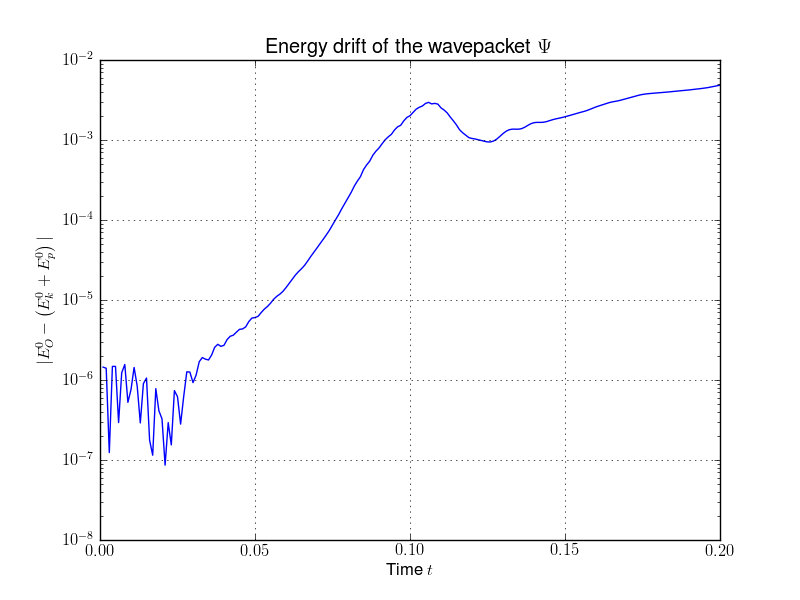 Energy drift of the wavepacket Ψ
10⁻²
10⁻³
10⁻⁴
10⁻⁵
10⁻⁶
10⁻⁷
10⁻⁸
|E_O^0 − (E_k^0 + E_p^0)|
0.00 0.05 0.10 0.15 0.20
Time t